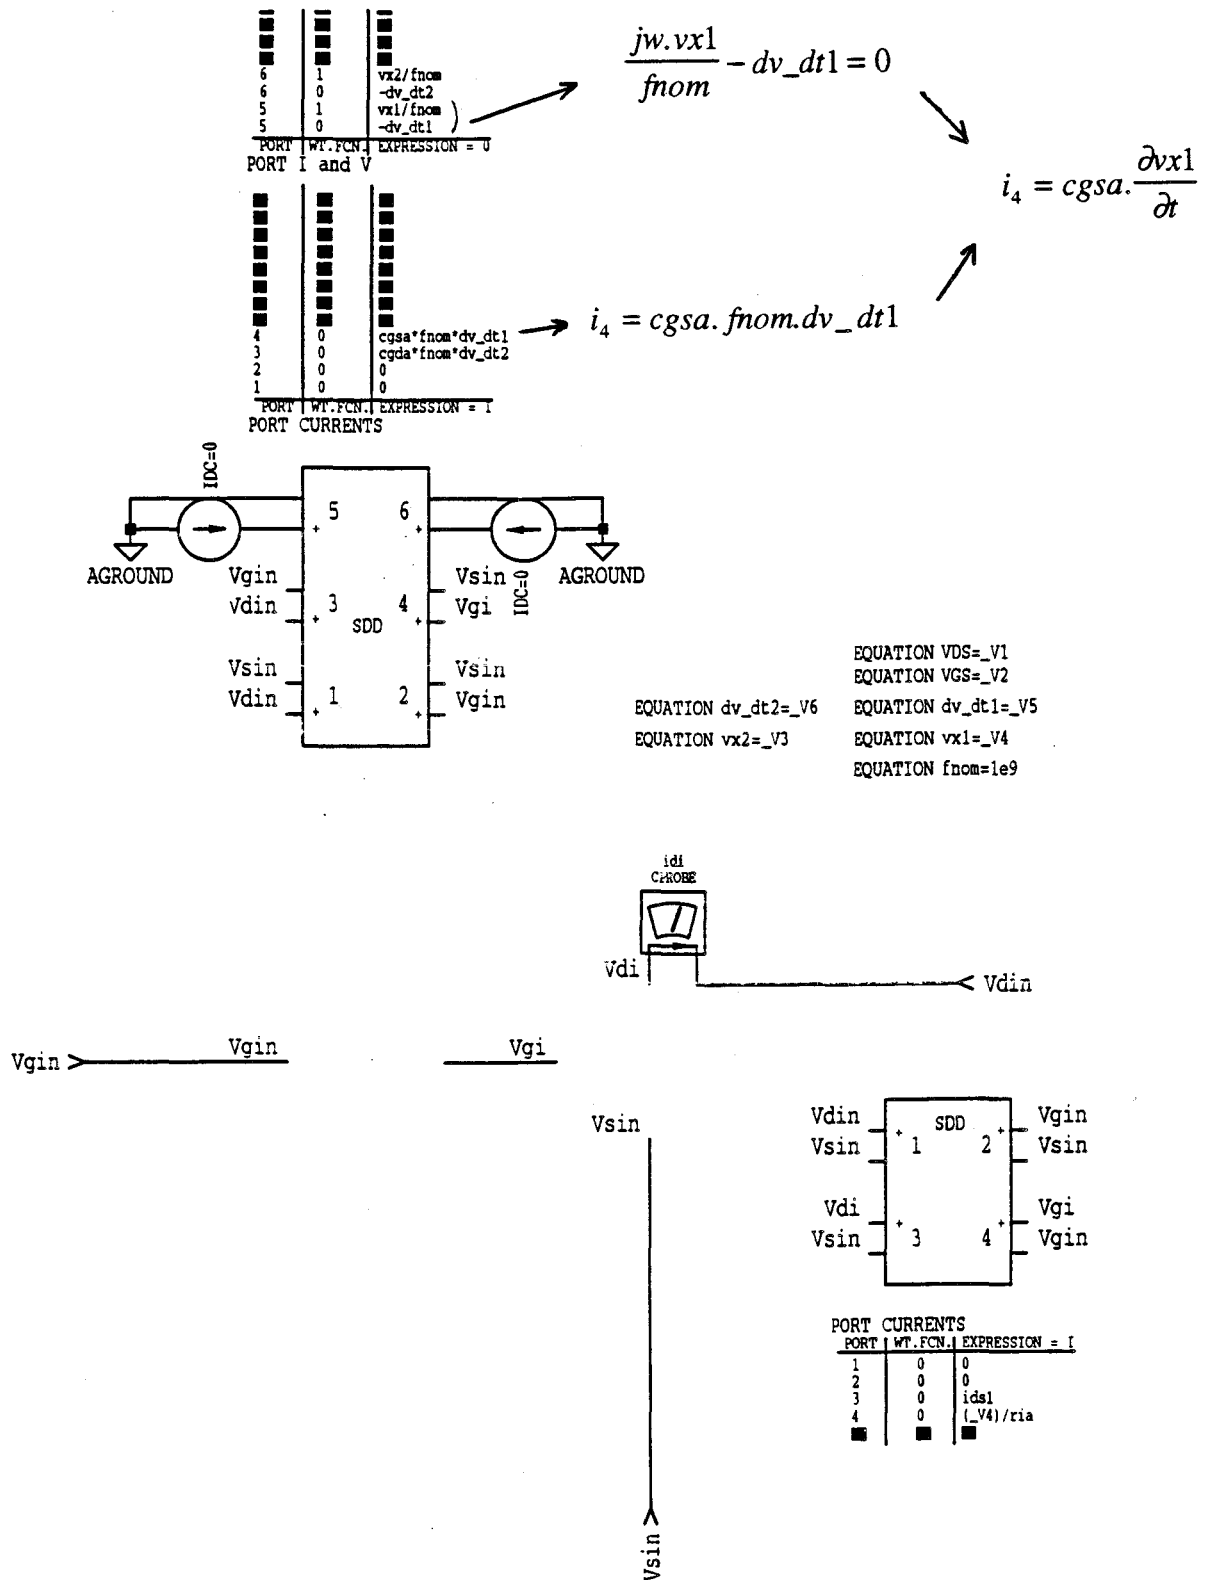 6 1 vx2/fnom
6 0 -dv_dt2
5 1 vx1/fnom
5 0 -dv_dt1
PORT WT.FCN. EXPRESSION = 0
PORT I and V
jw.vx1/fnom - dv_dt1 = 0
i4 = cgsa. ∂vx1/∂t
4 0 cgsa*fnom*dv_dt1
3 0 cgda*fnom*dv_dt2
2 0 0
1 0 0
PORT WT.FCN. EXPRESSION = I
PORT CURRENTS
i4 = cgsa. fnom.dv_dt1
IDC=0
5 6
+ +
AGROUND
AGROUND
IDC=0
Vgin
Vdin
3 4
+ SDD +
Vsin
Vgi
Vsin
Vdin
1 2
+ +
Vsin
Vgin
EQUATION VDS=_V1
EQUATION VGS=_V2
EQUATION dv_dt2=_V6 EQUATION dv_dt1=_V5
EQUATION vx2=_V3 EQUATION vx1=_V4
EQUATION fnom=1e9
idi
CPROBE
Vdi
Vdin
Vgin
Vgin
Vgi
Vsin
Vsin
Vdin + SDD + Vgin
Vsin 1 2 Vsin
Vdi + + Vgi
Vsin 3 4 Vgin
PORT CURRENTS
PORT WT.FCN. EXPRESSION = I
1 0 0
2 0 0
3 0 ids1
4 0 (_V4)/ria